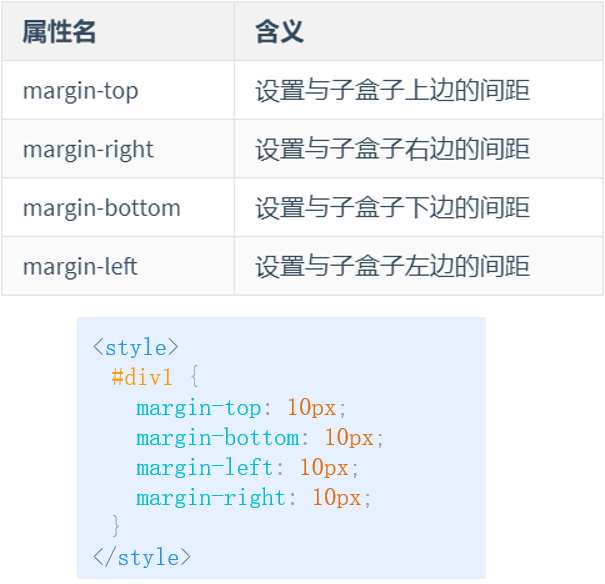 属性名 含义
margin-top 设置与子盒子上边的间距
margin-right 设置与子盒子右边的间距
margin-bottom 设置与子盒子下边的间距
margin-left 设置与子盒子左边的间距
<style>
#div1 {
margin-top: 10px;
margin-bottom: 10px;
margin-left: 10px;
margin-right: 10px;
}
</style>